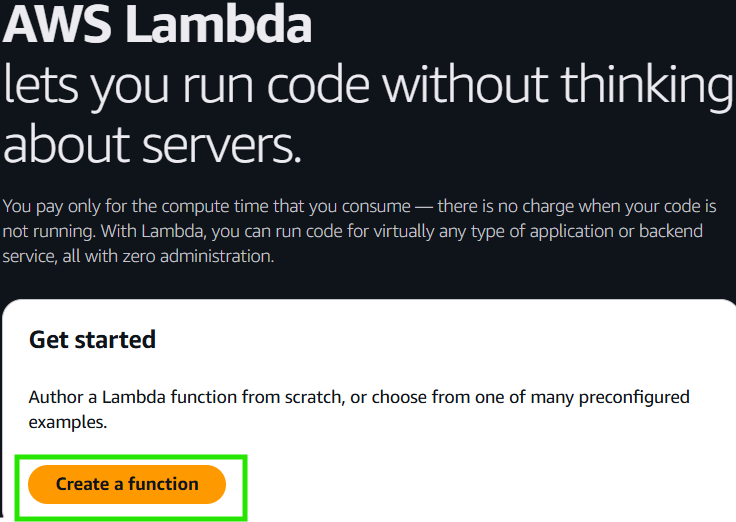 AWS Lambda
lets you run code without thinking
about servers.
You pay only for the compute time that you consume — there is no charge when your code is
not running. With Lambda, you can run code for virtually any type of application or backend
service, all with zero administration.
Get started
Author a Lambda function from scratch, or choose from one of many preconfigured
examples.
Create a function